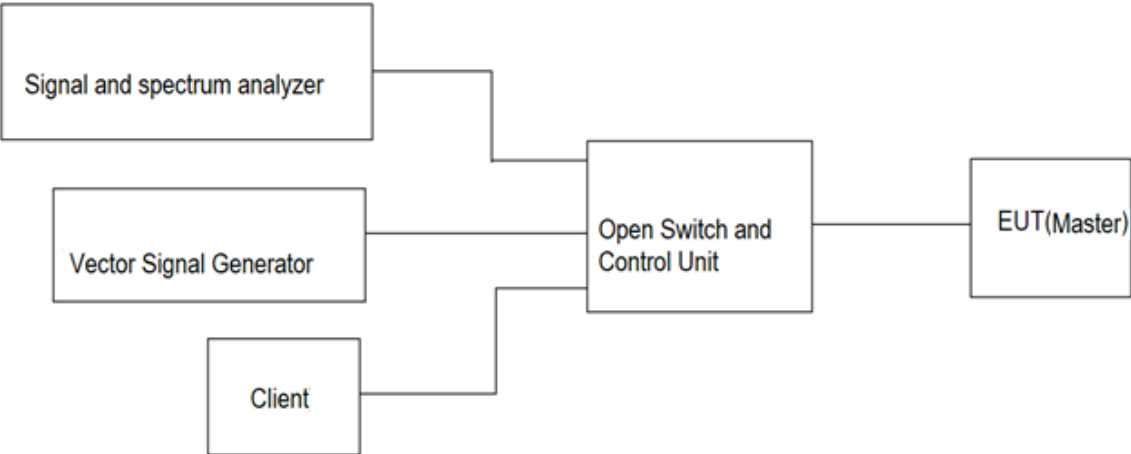 Signal and spectrum analyzer
Vector Signal Generator
Client
Open Switch and
Control Unit
EUT(Master)